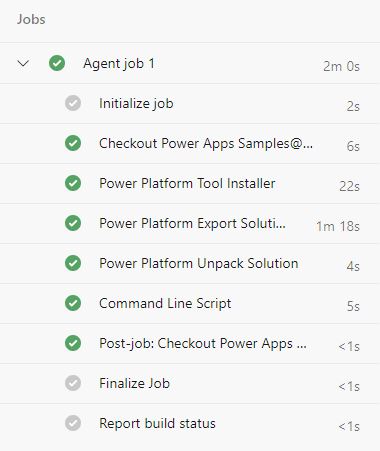 Jobs
Agent job 1 2m 0s
Initialize job 2s
Checkout Power Apps Samples@... 6s
Power Platform Tool Installer 22s
Power Platform Export Soluti... 1m 18s
Power Platform Unpack Solution 4s
Command Line Script 5s
Post-job: Checkout Power Apps ... <1s
Finalize Job <1s
Report build status <1s